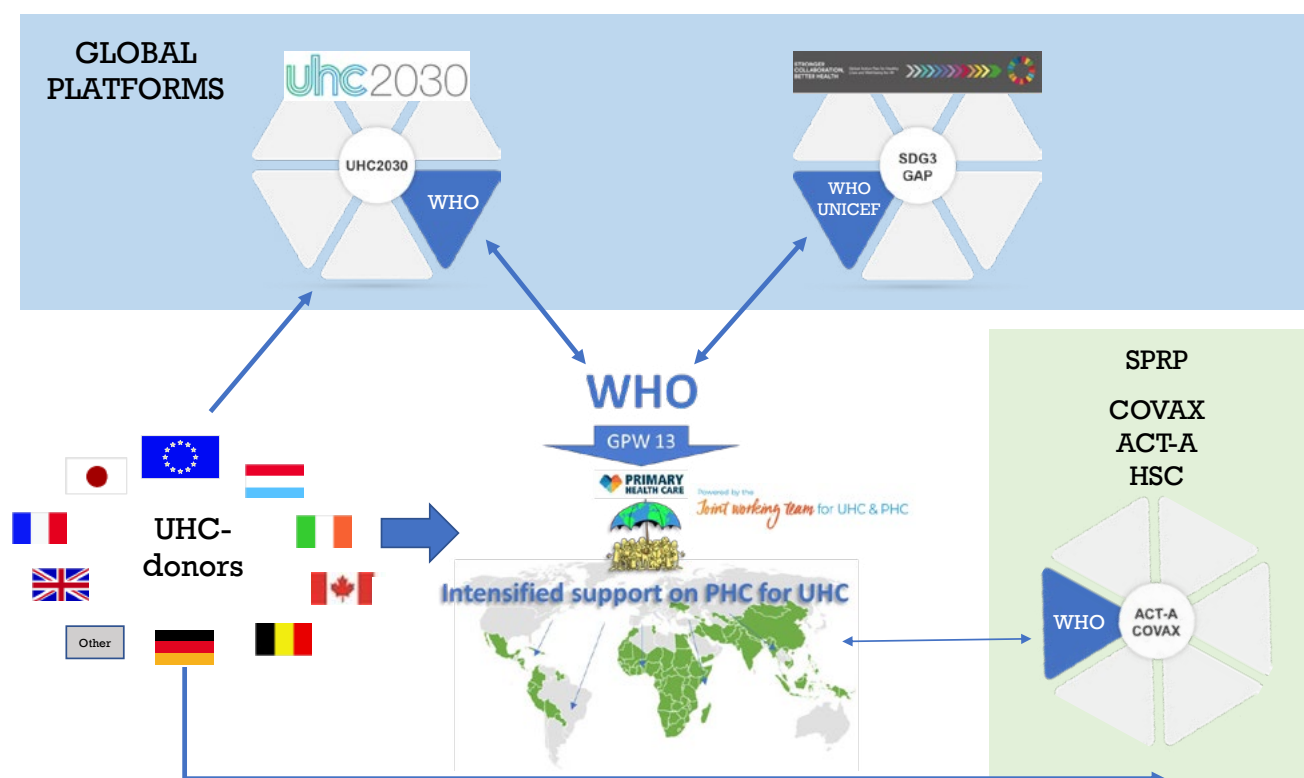 GLOBAL
PLATFORMS
uhc2030
UHC2030
WHO
STRONGER
COLLABORATION,
BETTER HEALTH
SDG3
GAP
WHO
UNICEF
WHO
GPW 13
PRIMARY
HEALTH CARE
Powered by the
Joint working Team for UHC & PHC
Intensified support on PHC for UHC
UHC-
donors
Other
SPRP
COVAX
ACT-A
HSC
WHO
ACT-A
COVAX